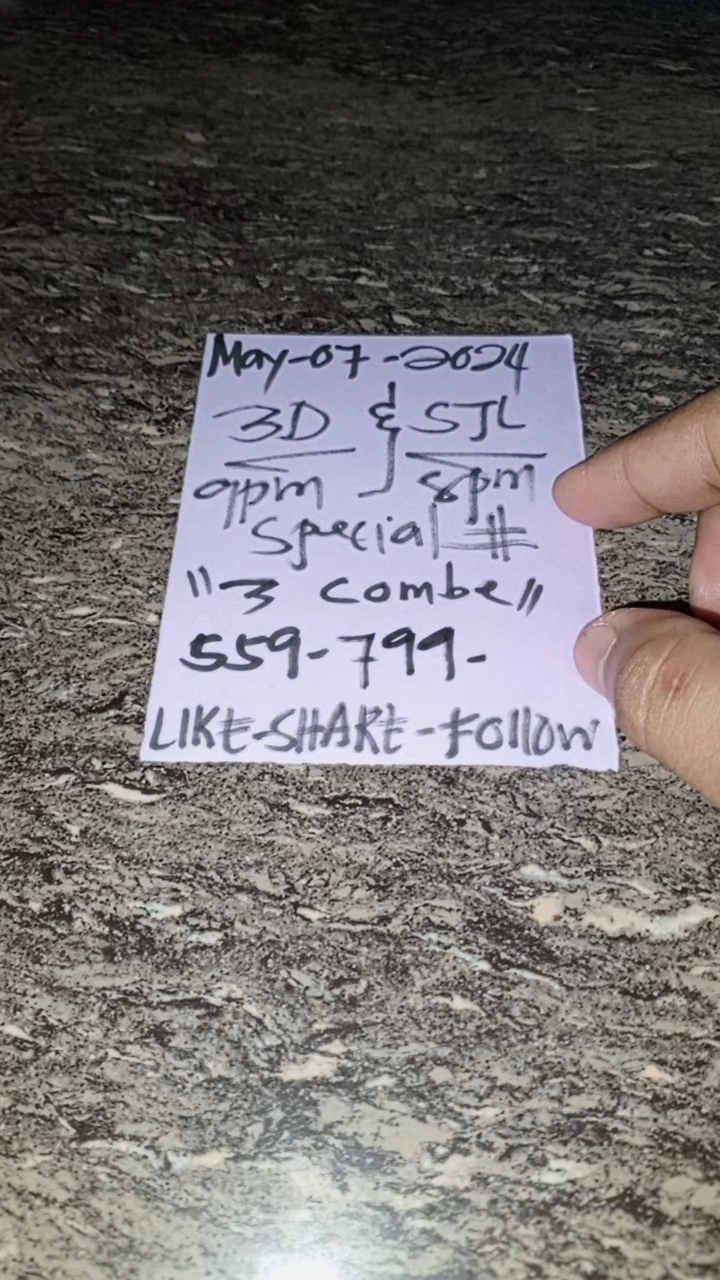 May-07-2024
3D & STL
9pm 8pm
Special #
"3 Combe"
559-799-
LIKE-SHARE-Follow